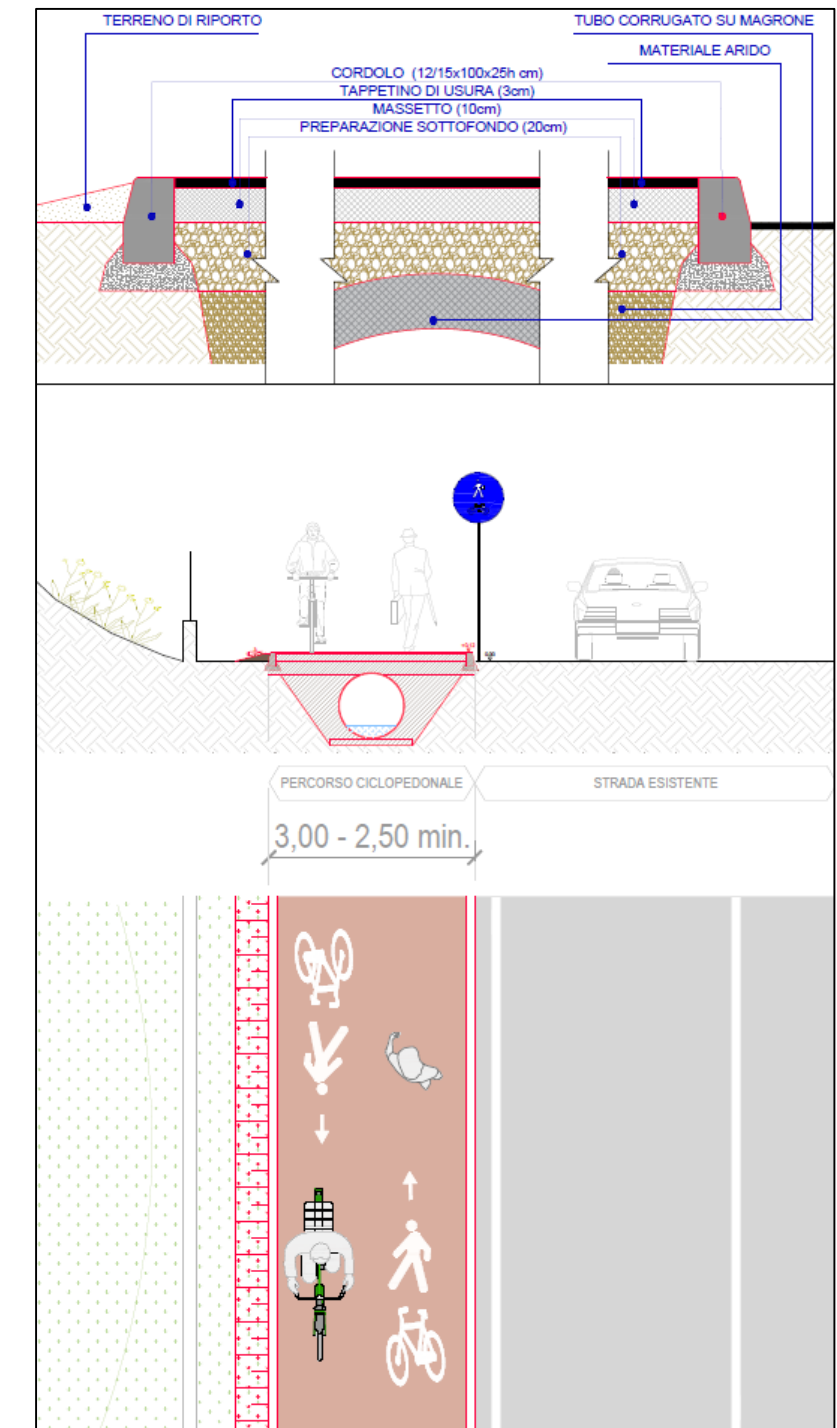 TERRENO DI RIPORTO
TUBO CORRUGATO SU MAGRONE
MATERIALE ARIDO
CORDOLO (12/15x100x25h cm)
TAPPETINO DI USURA (3cm)
MASSETTO (10cm)
PREPARAZIONE SOTTOFONDO (20cm)
PERCORSO CICLOPEDONALE
STRADA ESISTENTE
3,00 - 2,50 min.